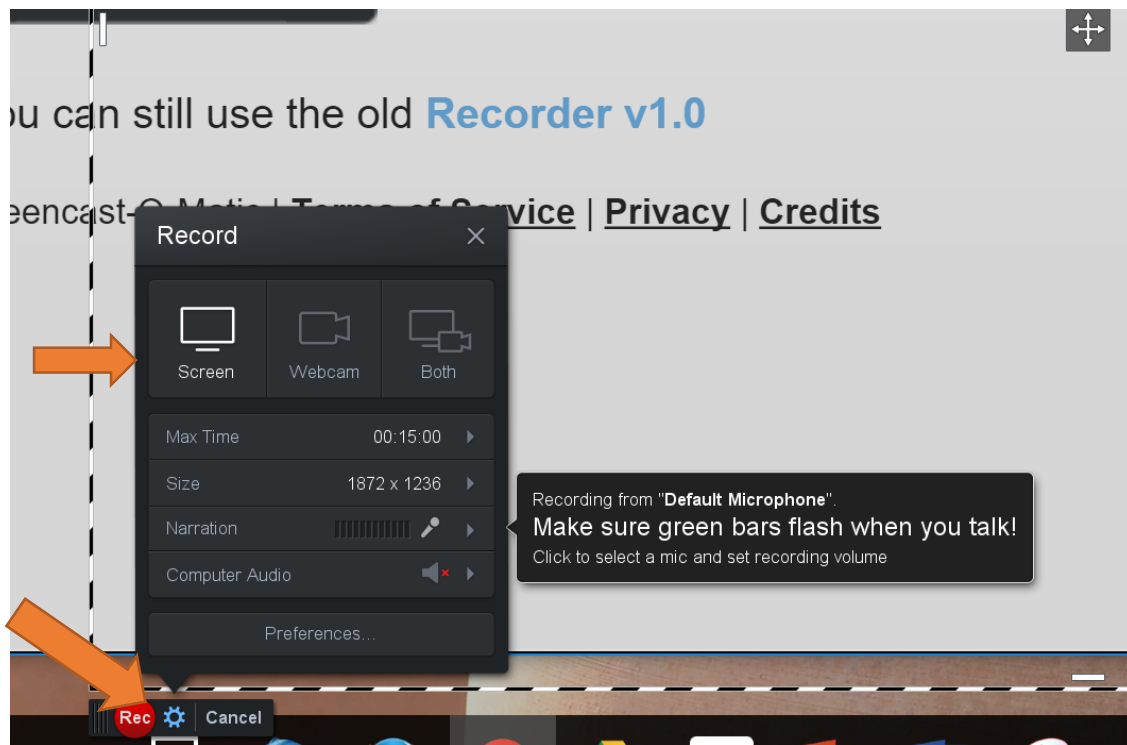 ou can still use the old Recorder v1.0
eencast-O-Matic | Terms of Service | Privacy | Credits
Record
Screen Webcam Both
Max Time 00:15:00
Size 1872 x 1236
Narration
Computer Audio
Recording from "Default Microphone".
Make sure green bars flash when you talk!
Click to select a mic and set recording volume
Preferences...
Rec Cancel